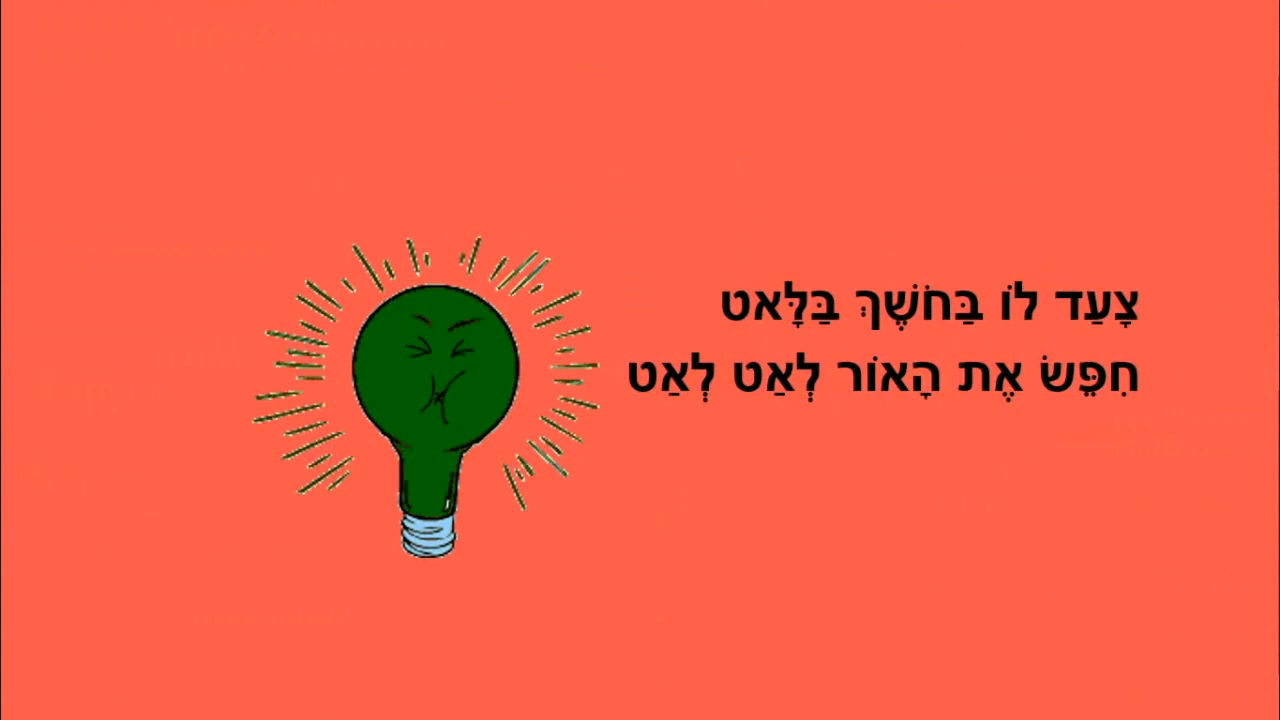 צָעַד לוֹ בַּחֹשֶׁךְ בַּלָּאט
חִפֵּשׂ אֶת הָאוֹר לְאַט לְאַט